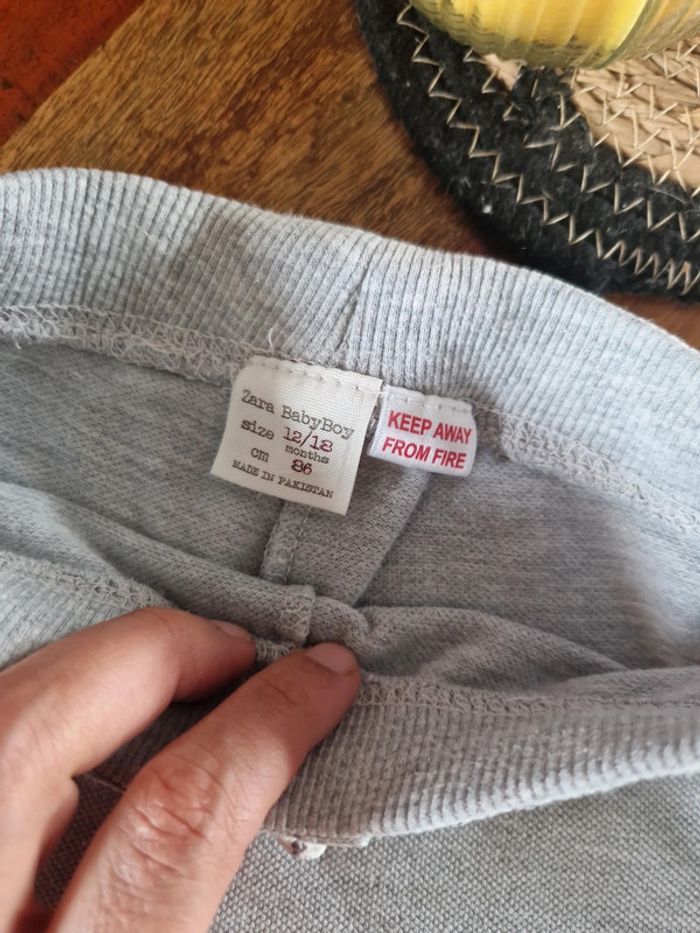 Zara BabyBoy
size 12/18
months
cm 86
MADE IN PAKISTAN
KEEP AWAY
FROM FIRE